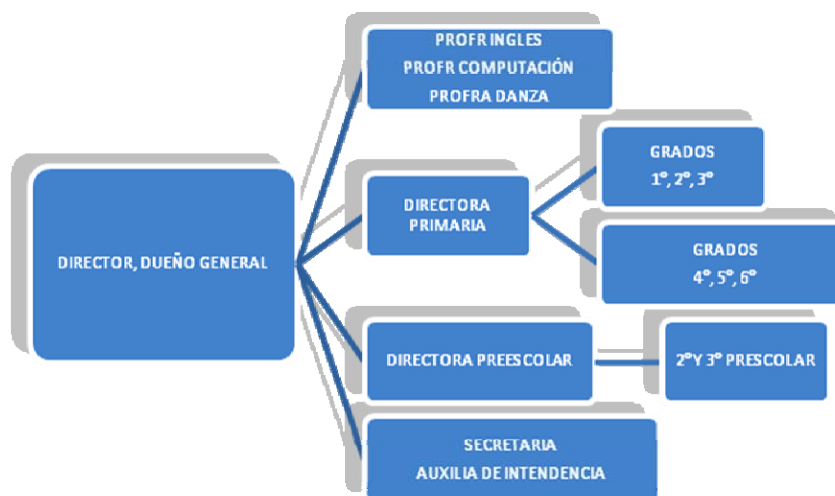 PROFR INGLES
PROFR COMPUTACIÓN
PROFRA DANZA
GRADOS
1°, 2°, 3°
DIRECTORA
PRIMARIA
DIRECTOR, DUEÑO GENERAL
GRADOS
4°, 5°, 6°
DIRECTORA PREESCOLAR
2°Y 3° PRESCOLAR
SECRETARIA
AUXILIA DE INTENDENCIA